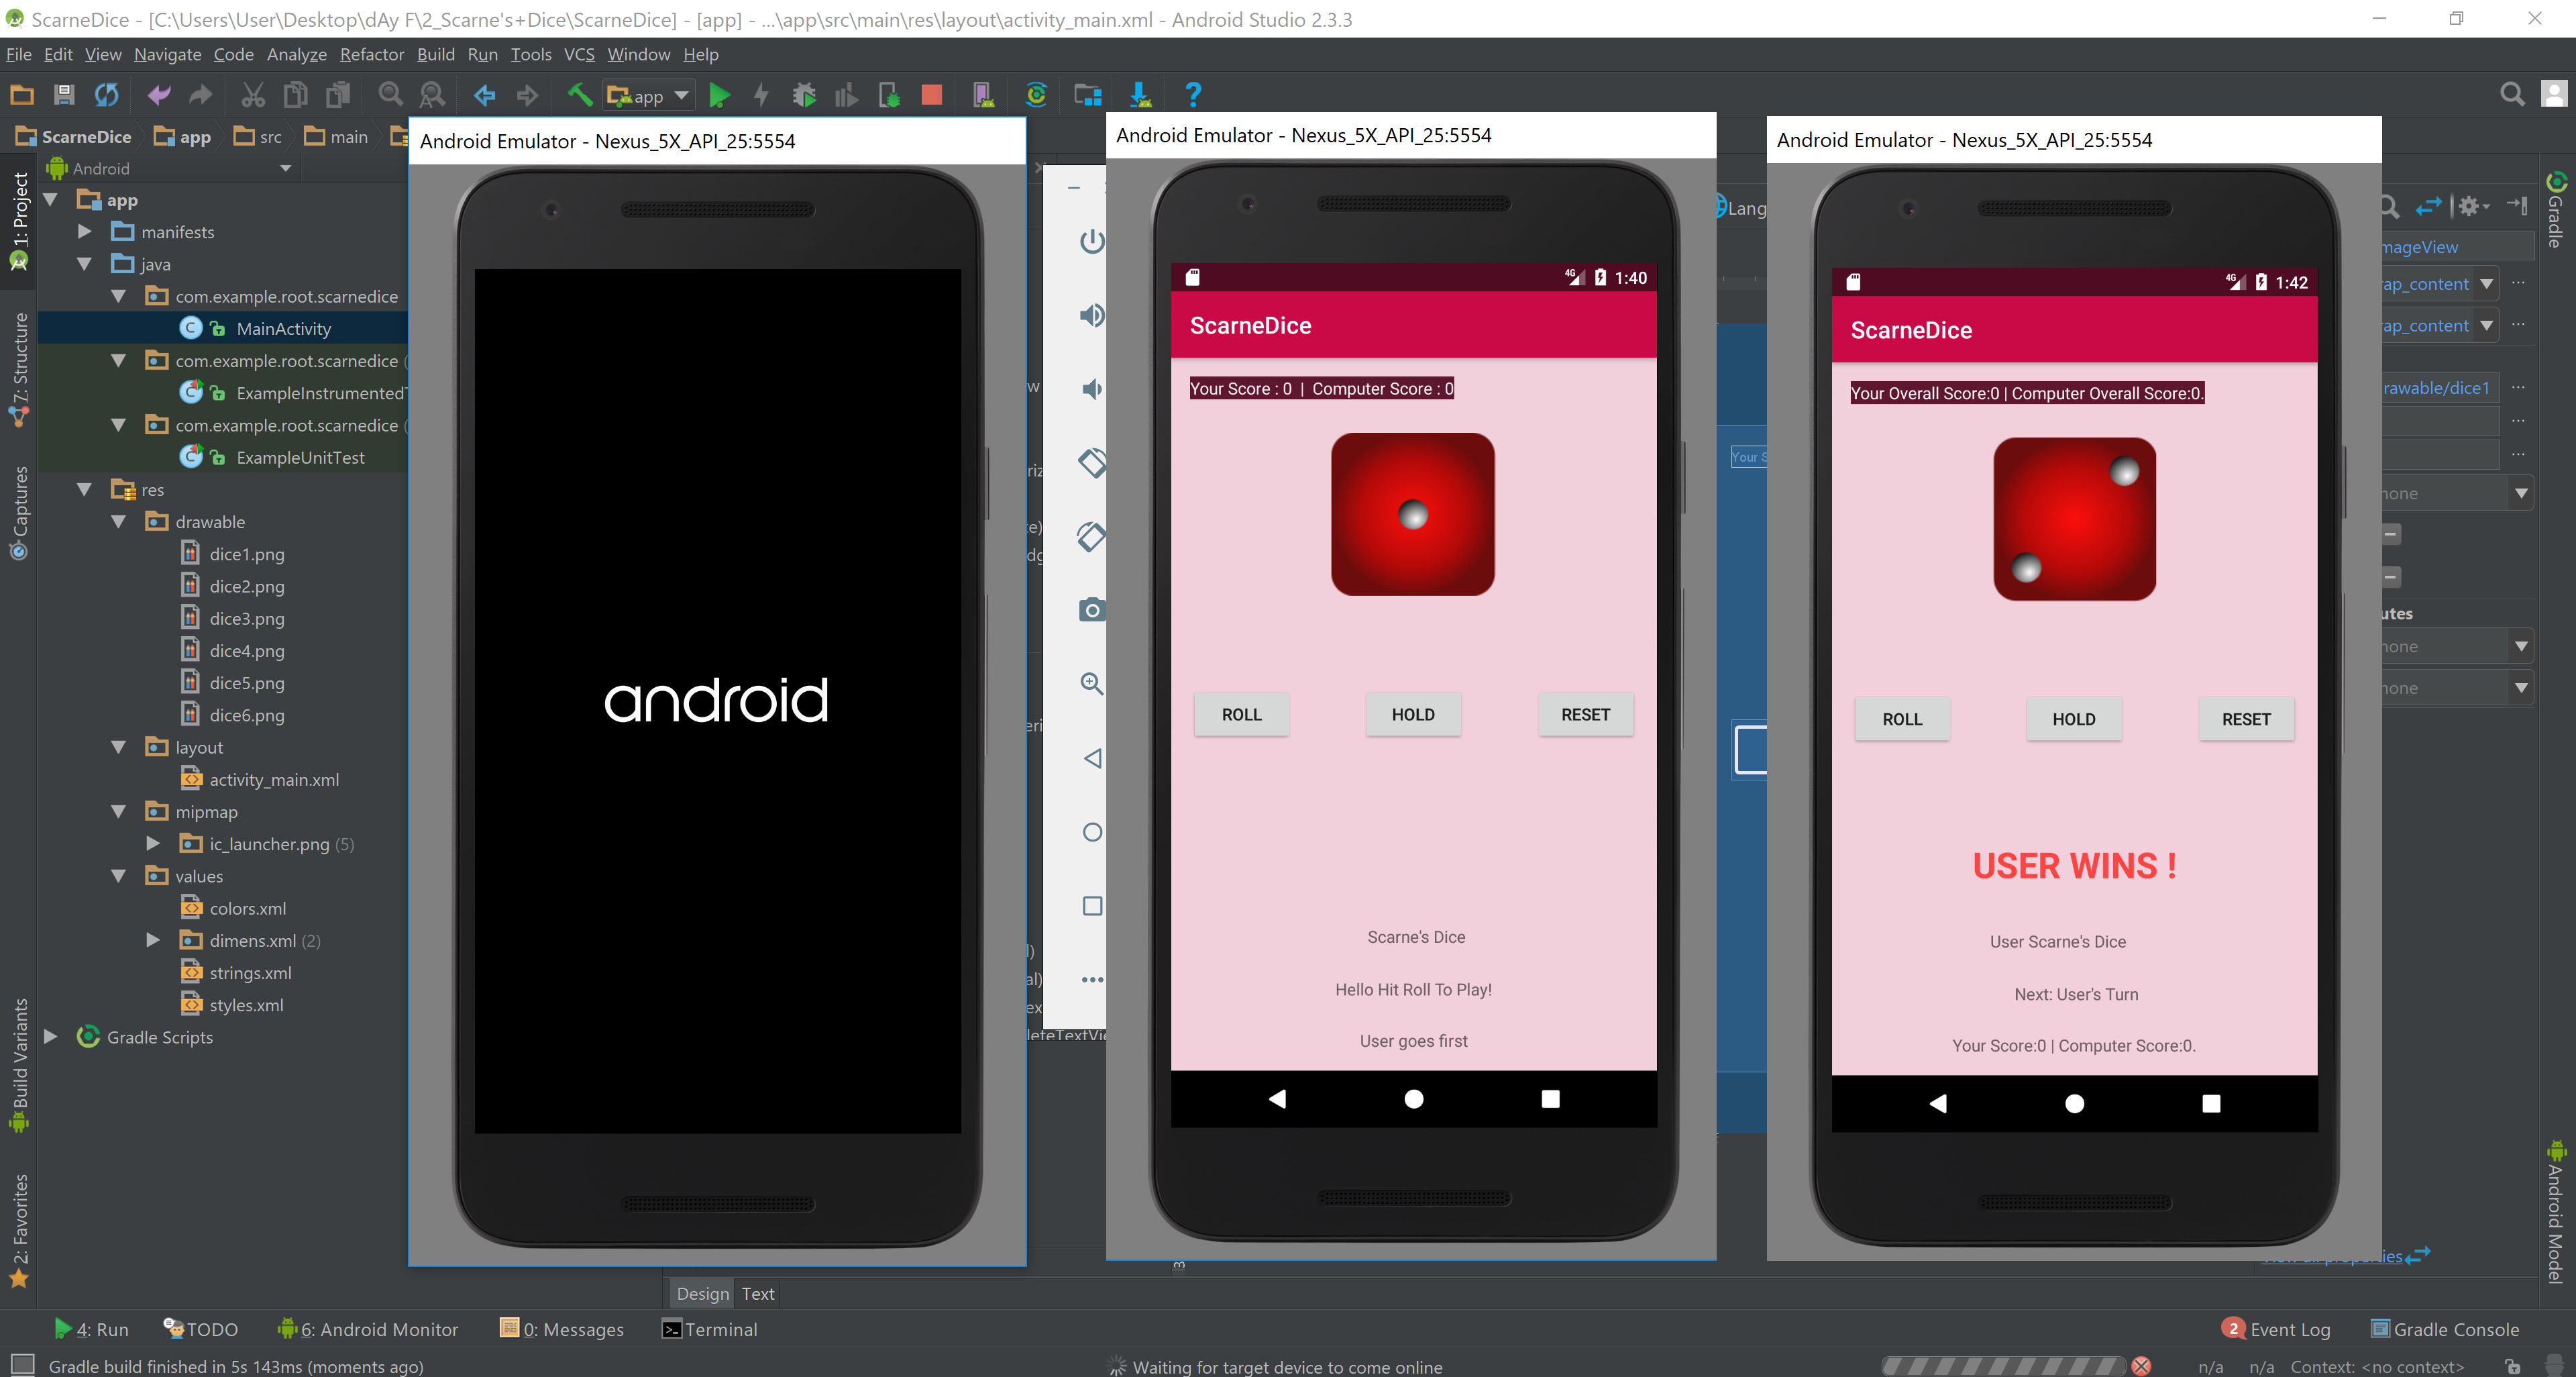 ScarneDice - [C:\Users\User\Desktop\dAy F\2_Scarne's+Dice\ScarneDice] - [app] - ...\app\src\main\res\layout\activity_main.xml - Android Studio 2.3.3
File Edit View Navigate Code Analyze Refactor Build Run Tools VCS Window Help
app
ScarneDice app src main
Android
1: Project
7: Structure
Captures
Build Variants
2: Favorites
app
manifests
java
com.example.root.scarnedice
MainActivity
com.example.root.scarnedice (
ExampleInstrumentedT
com.example.root.scarnedice (
ExampleUnitTest
res
drawable
dice1.png
dice2.png
dice3.png
dice4.png
dice5.png
dice6.png
layout
activity_main.xml
mipmap
ic_launcher.png (5)
values
colors.xml
dimens.xml (2)
strings.xml
styles.xml
Gradle Scripts
Android Emulator - Nexus_5X_API_25:5554
android
Android Emulator - Nexus_5X_API_25:5554
4G 1:40
ScarneDice
Your Score : 0 | Computer Score : 0
ROLL HOLD RESET
Scarne's Dice
Hello Hit Roll To Play!
User goes first
Lang
Your S
Android Emulator - Nexus_5X_API_25:5554
4G 1:42
ScarneDice
Your Overall Score:0 | Computer Overall Score:0.
ROLL HOLD RESET
USER WINS !
User Scarne's Dice
Next: User's Turn
Your Score:0 | Computer Score:0.
mageView
ap_content
ap_content
rawable/dice1
none
utes
none
none
Gradle
Android Model
Design Text
4: Run TODO 6: Android Monitor 0: Messages Terminal
2 Event Log Gradle Console
Gradle build finished in 5s 143ms (moments ago)
Waiting for target device to come online
n/a n/a Context: <no context>